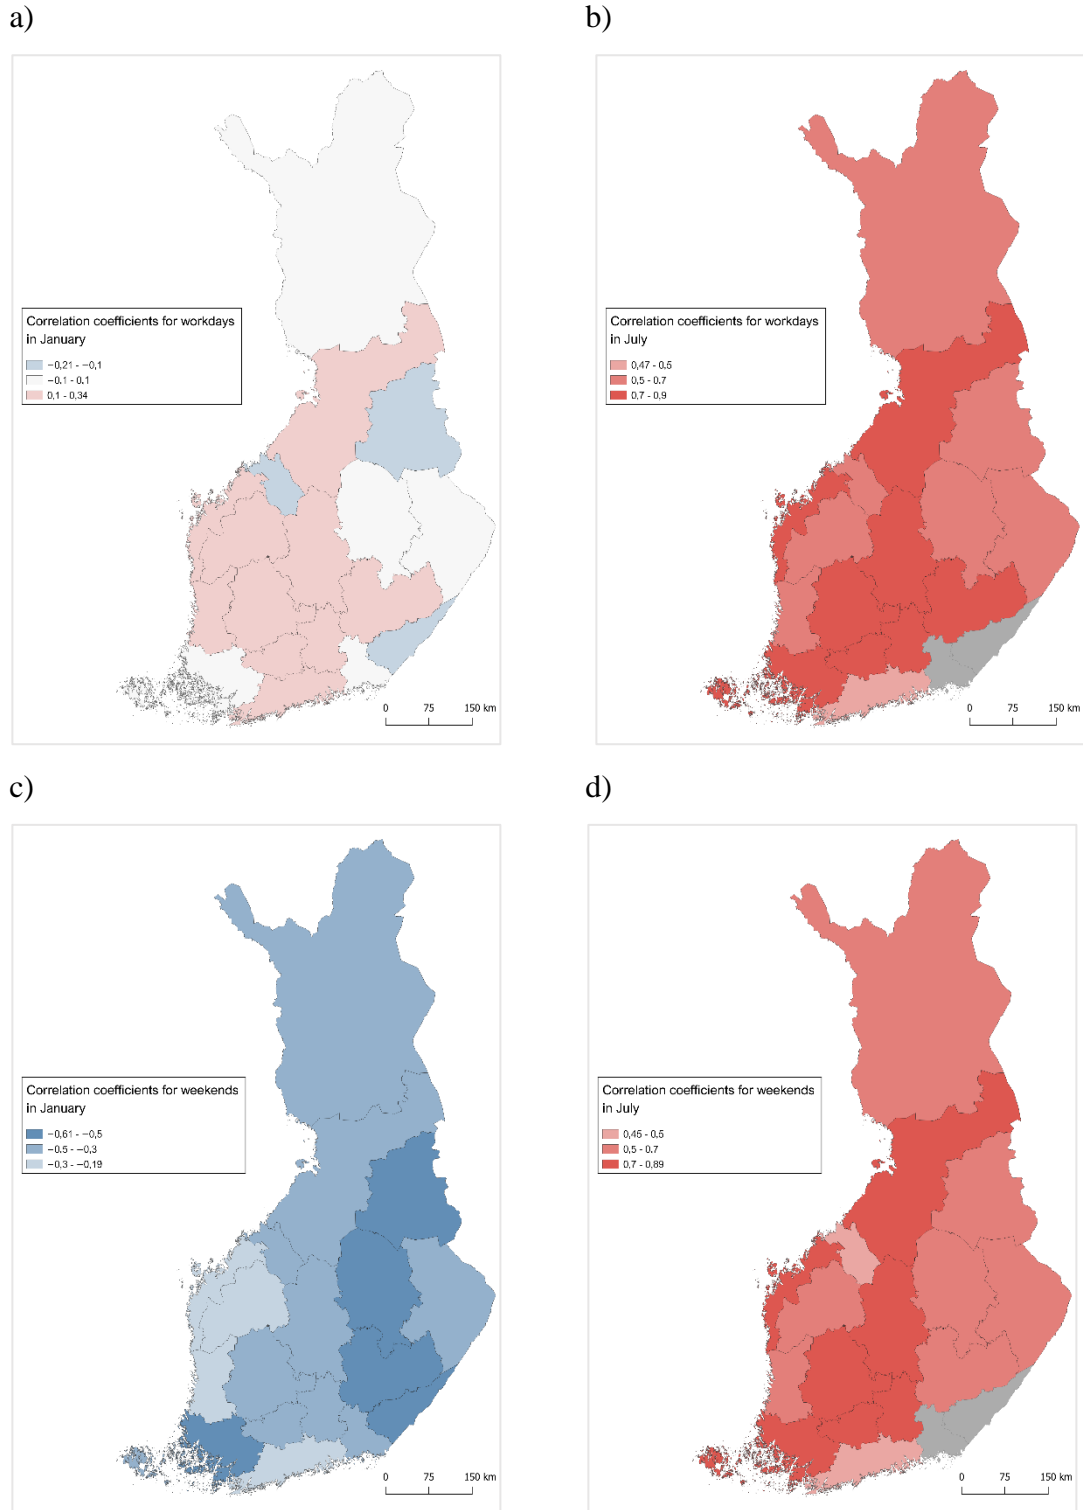 a)
b)
Correlation coefficients for workdays
in January
−0,21 - −0,1
−0,1 - 0,1
0,1 - 0,34
0 75 150 km
Correlation coefficients for workdays
in July
0,47 - 0,5
0,5 - 0,7
0,7 - 0,9
0 75 150 km
c)
d)
Correlation coefficients for weekends
in January
−0,61 - −0,5
−0,5 - −0,3
−0,3 - −0,19
0 75 150 km
Correlation coefficients for weekends
in July
0,45 - 0,5
0,5 - 0,7
0,7 - 0,89
0 75 150 km